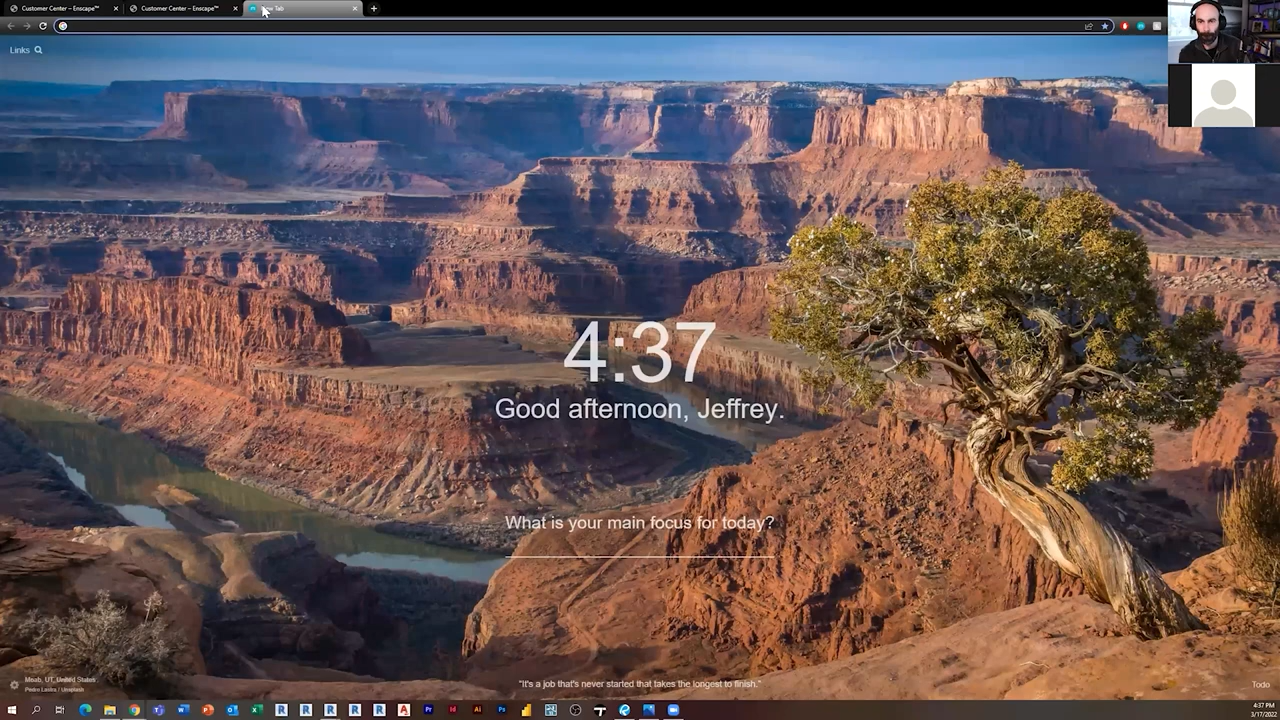 Customer Center – Enscape™
Customer Center – Enscape™
Tab
Links
4:37
Good afternoon, Jeffrey.
What is your main focus for today?
Moab, UT, United States
"It's a job that's never started that takes the longest to finish."
Todo
4:37 PM
3/17/2022